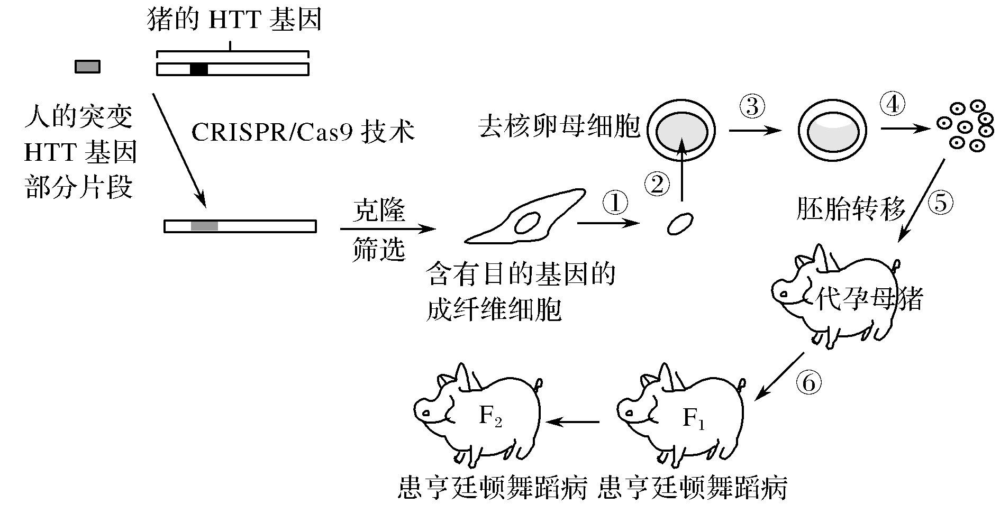 猪的 HTT 基因
人的突变
HTT 基因
部分片段
CRISPR/Cas9 技术
去核卵母细胞
③
④
②
①
克隆
筛选
含有目的基因的
成纤维细胞
胚胎转移
⑤
代孕母猪
⑥
F₂
F₁
患亨廷顿舞蹈病
患亨廷顿舞蹈病